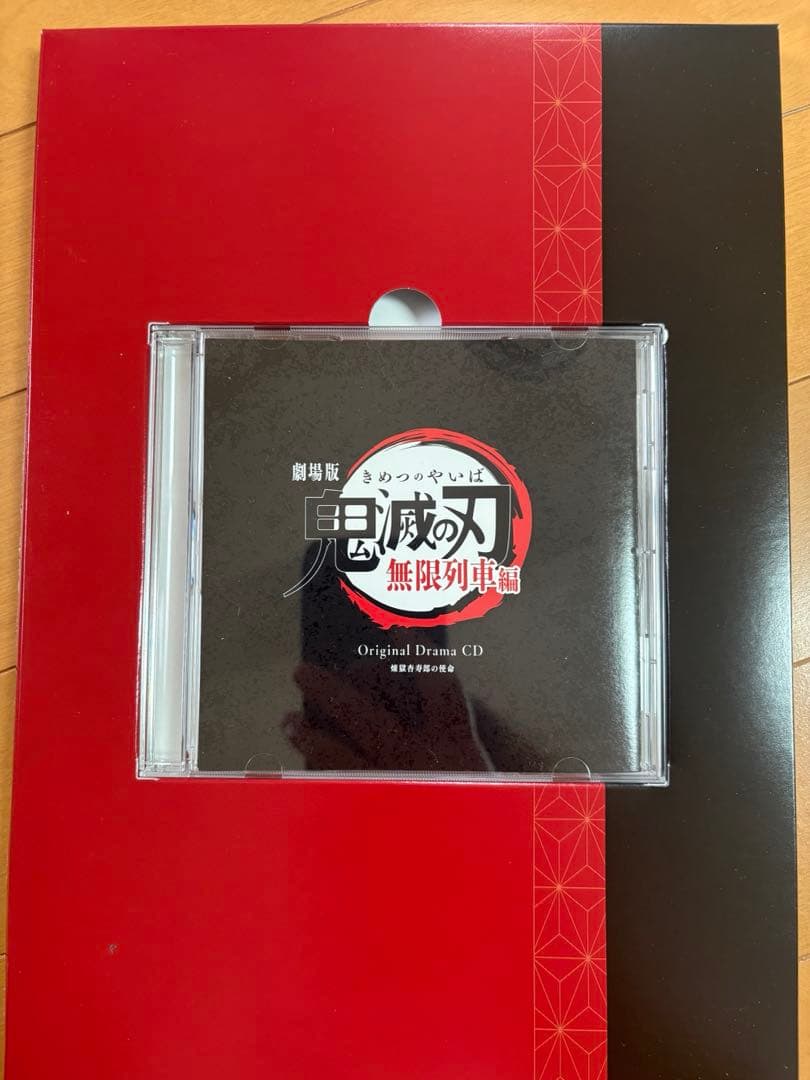 劇場版
きめつのやいば
鬼滅の刃
無限列車編
Original Drama CD
煉獄杏寿郎の使命